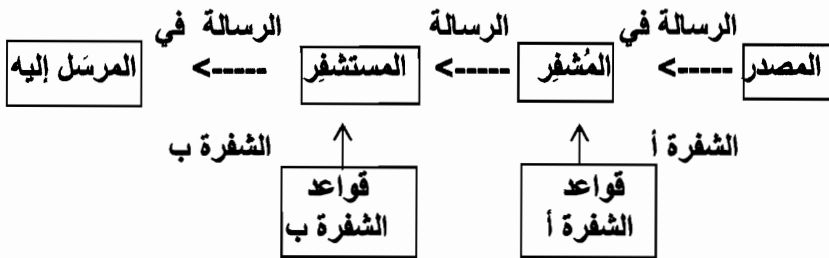 الرسالة في الرسالة الرسالة في
المصدر -----> المُشفِر -----> المستشفِر -----> المرسَل إليه
الشفرة أ الشفرة ب
قواعد قواعد
الشفرة أ الشفرة ب